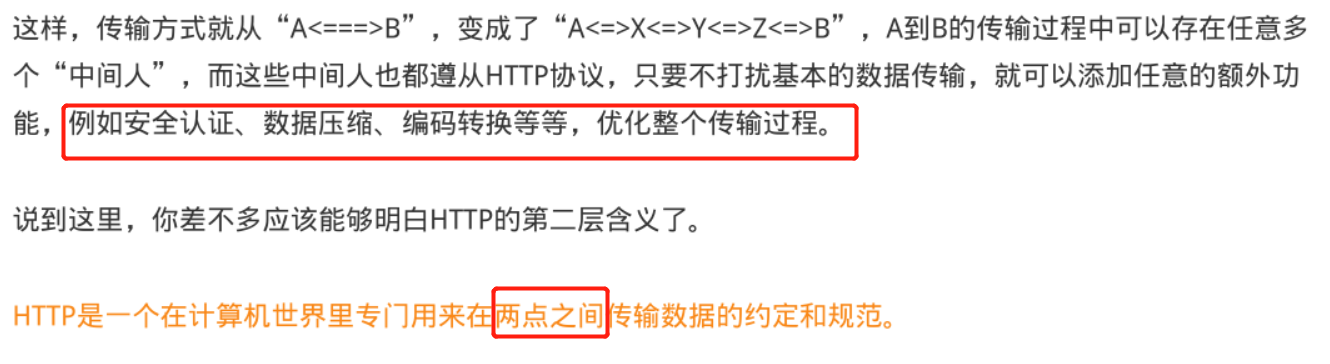 这样，传输方式就从“A<===>B”，变成了“A<=>X<=>Y<=>Z<=>B”，A到B的传输过程中可以存在任意多
个“中间人”，而这些中间人也都遵从HTTP协议，只要不打扰基本的数据传输，就可以添加任意的额外功
能，例如安全认证、数据压缩、编码转换等等，优化整个传输过程。
说到这里，你差不多应该能够明白HTTP的第二层含义了。
HTTP是一个在计算机世界里专门用来在两点之间传输数据的约定和规范。